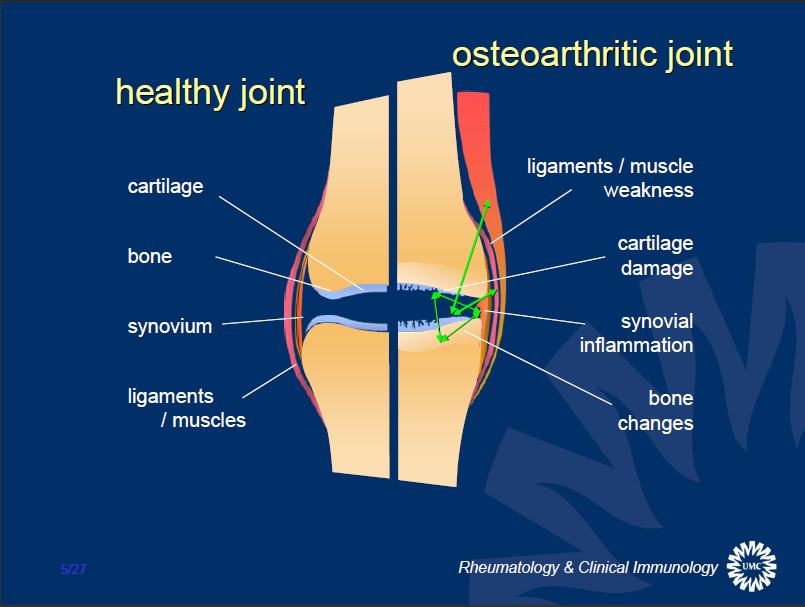 osteoarthritic joint
healthy joint
cartilage
bone
synovium
ligaments
/ muscles
ligaments / muscle
weakness
cartilage
damage
synovial
inflammation
bone
changes
5/27
Rheumatology & Clinical Immunology
UMC